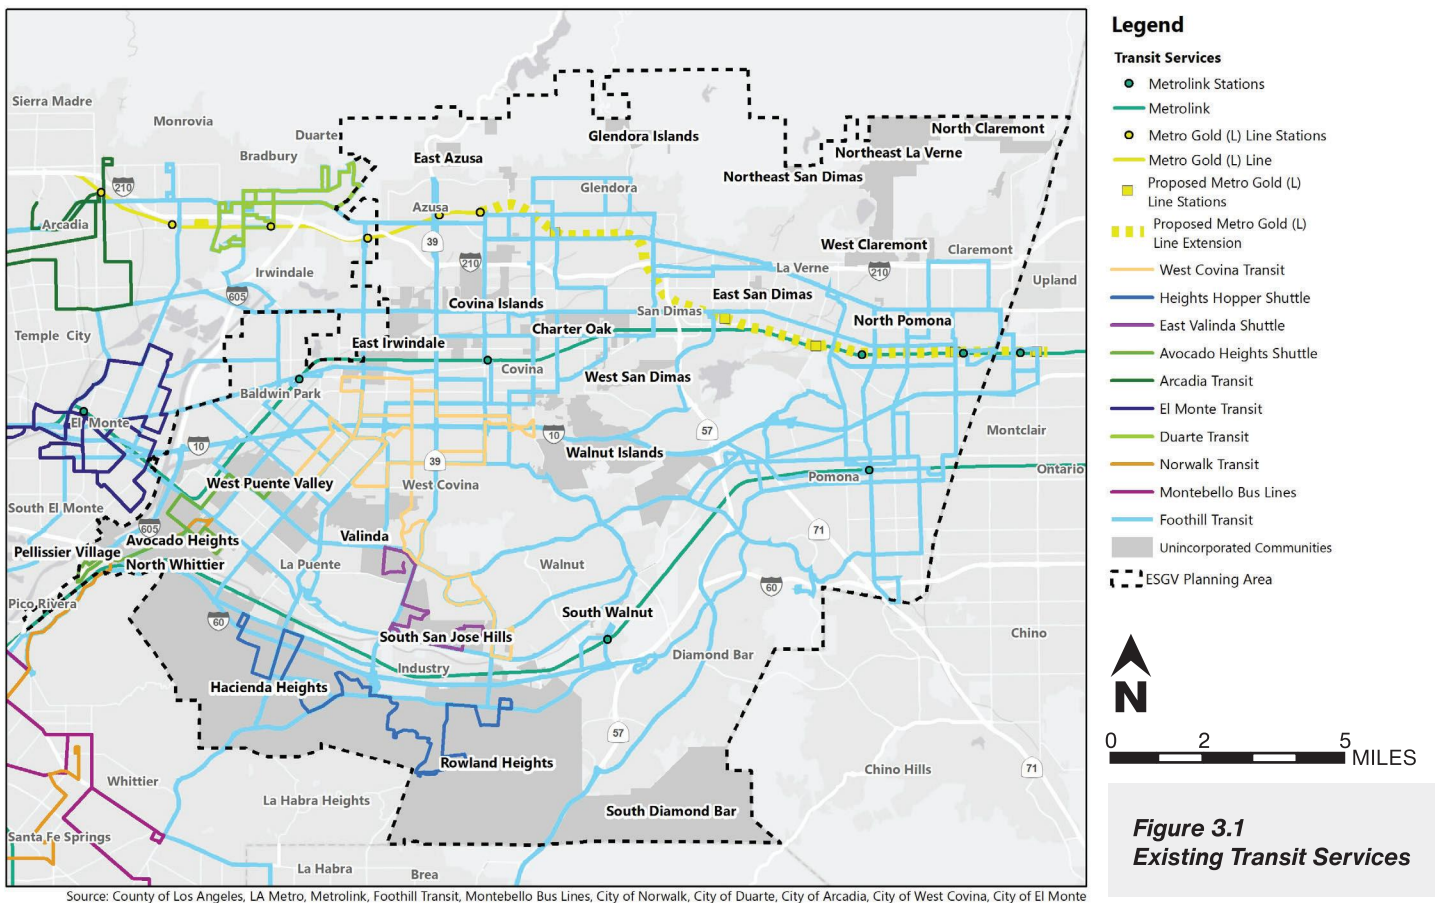 Sierra Madre
Monrovia
Duarte
Bradbury
East Azusa
Glendora Islands
North Claremont
Northeast La Verne
Northeast San Dimas
Glendora
210
Azusa
Arcadia
39
West Claremont
Claremont
210
La Verne
210
Upland
Irwindale
605
Covina Islands
East San Dimas
San Dimas
North Pomona
Temple City
Charter Oak
East Irwindale
Covina
West San Dimas
Baldwin Park
El Monte
10
10
57
Montclair
Walnut Islands
39
West Covina
West Puente Valley
Pomona
Ontario
South El Monte
605
Avocado Heights
Valinda
71
Pellissier Village
North Whittier
La Puente
Walnut
60
Pico Rivera
60
South Walnut
South San Jose Hills
Industry
Diamond Bar
Chino
Hacienda Heights
57
Rowland Heights
Chino Hills
71
Whittier
La Habra Heights
South Diamond Bar
Santa Fe Springs
La Habra
Brea
Legend
Transit Services
Metrolink Stations
Metrolink
Metro Gold (L) Line Stations
Metro Gold (L) Line
Proposed Metro Gold (L)
Line Stations
Proposed Metro Gold (L)
Line Extension
West Covina Transit
Heights Hopper Shuttle
East Valinda Shuttle
Avocado Heights Shuttle
Arcadia Transit
El Monte Transit
Duarte Transit
Norwalk Transit
Montebello Bus Lines
Foothill Transit
Unincorporated Communities
ESGV Planning Area
N
0 2 5
MILES
Figure 3.1
Existing Transit Services
Source: County of Los Angeles, LA Metro, Metrolink, Foothill Transit, Montebello Bus Lines, City of Norwalk, City of Duarte, City of Arcadia, City of West Covina, City of El Monte